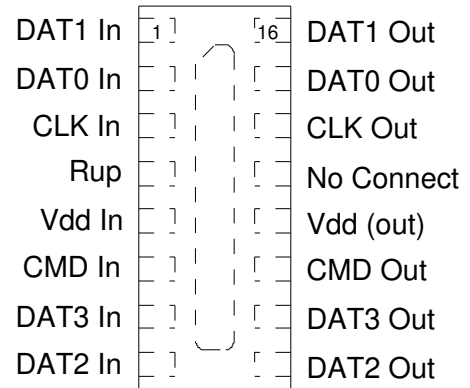 DAT1 In 1 16 DAT1 Out
DAT0 In DAT0 Out
CLK In CLK Out
Rup No Connect
Vdd In Vdd (out)
CMD In CMD Out
DAT3 In DAT3 Out
DAT2 In DAT2 Out